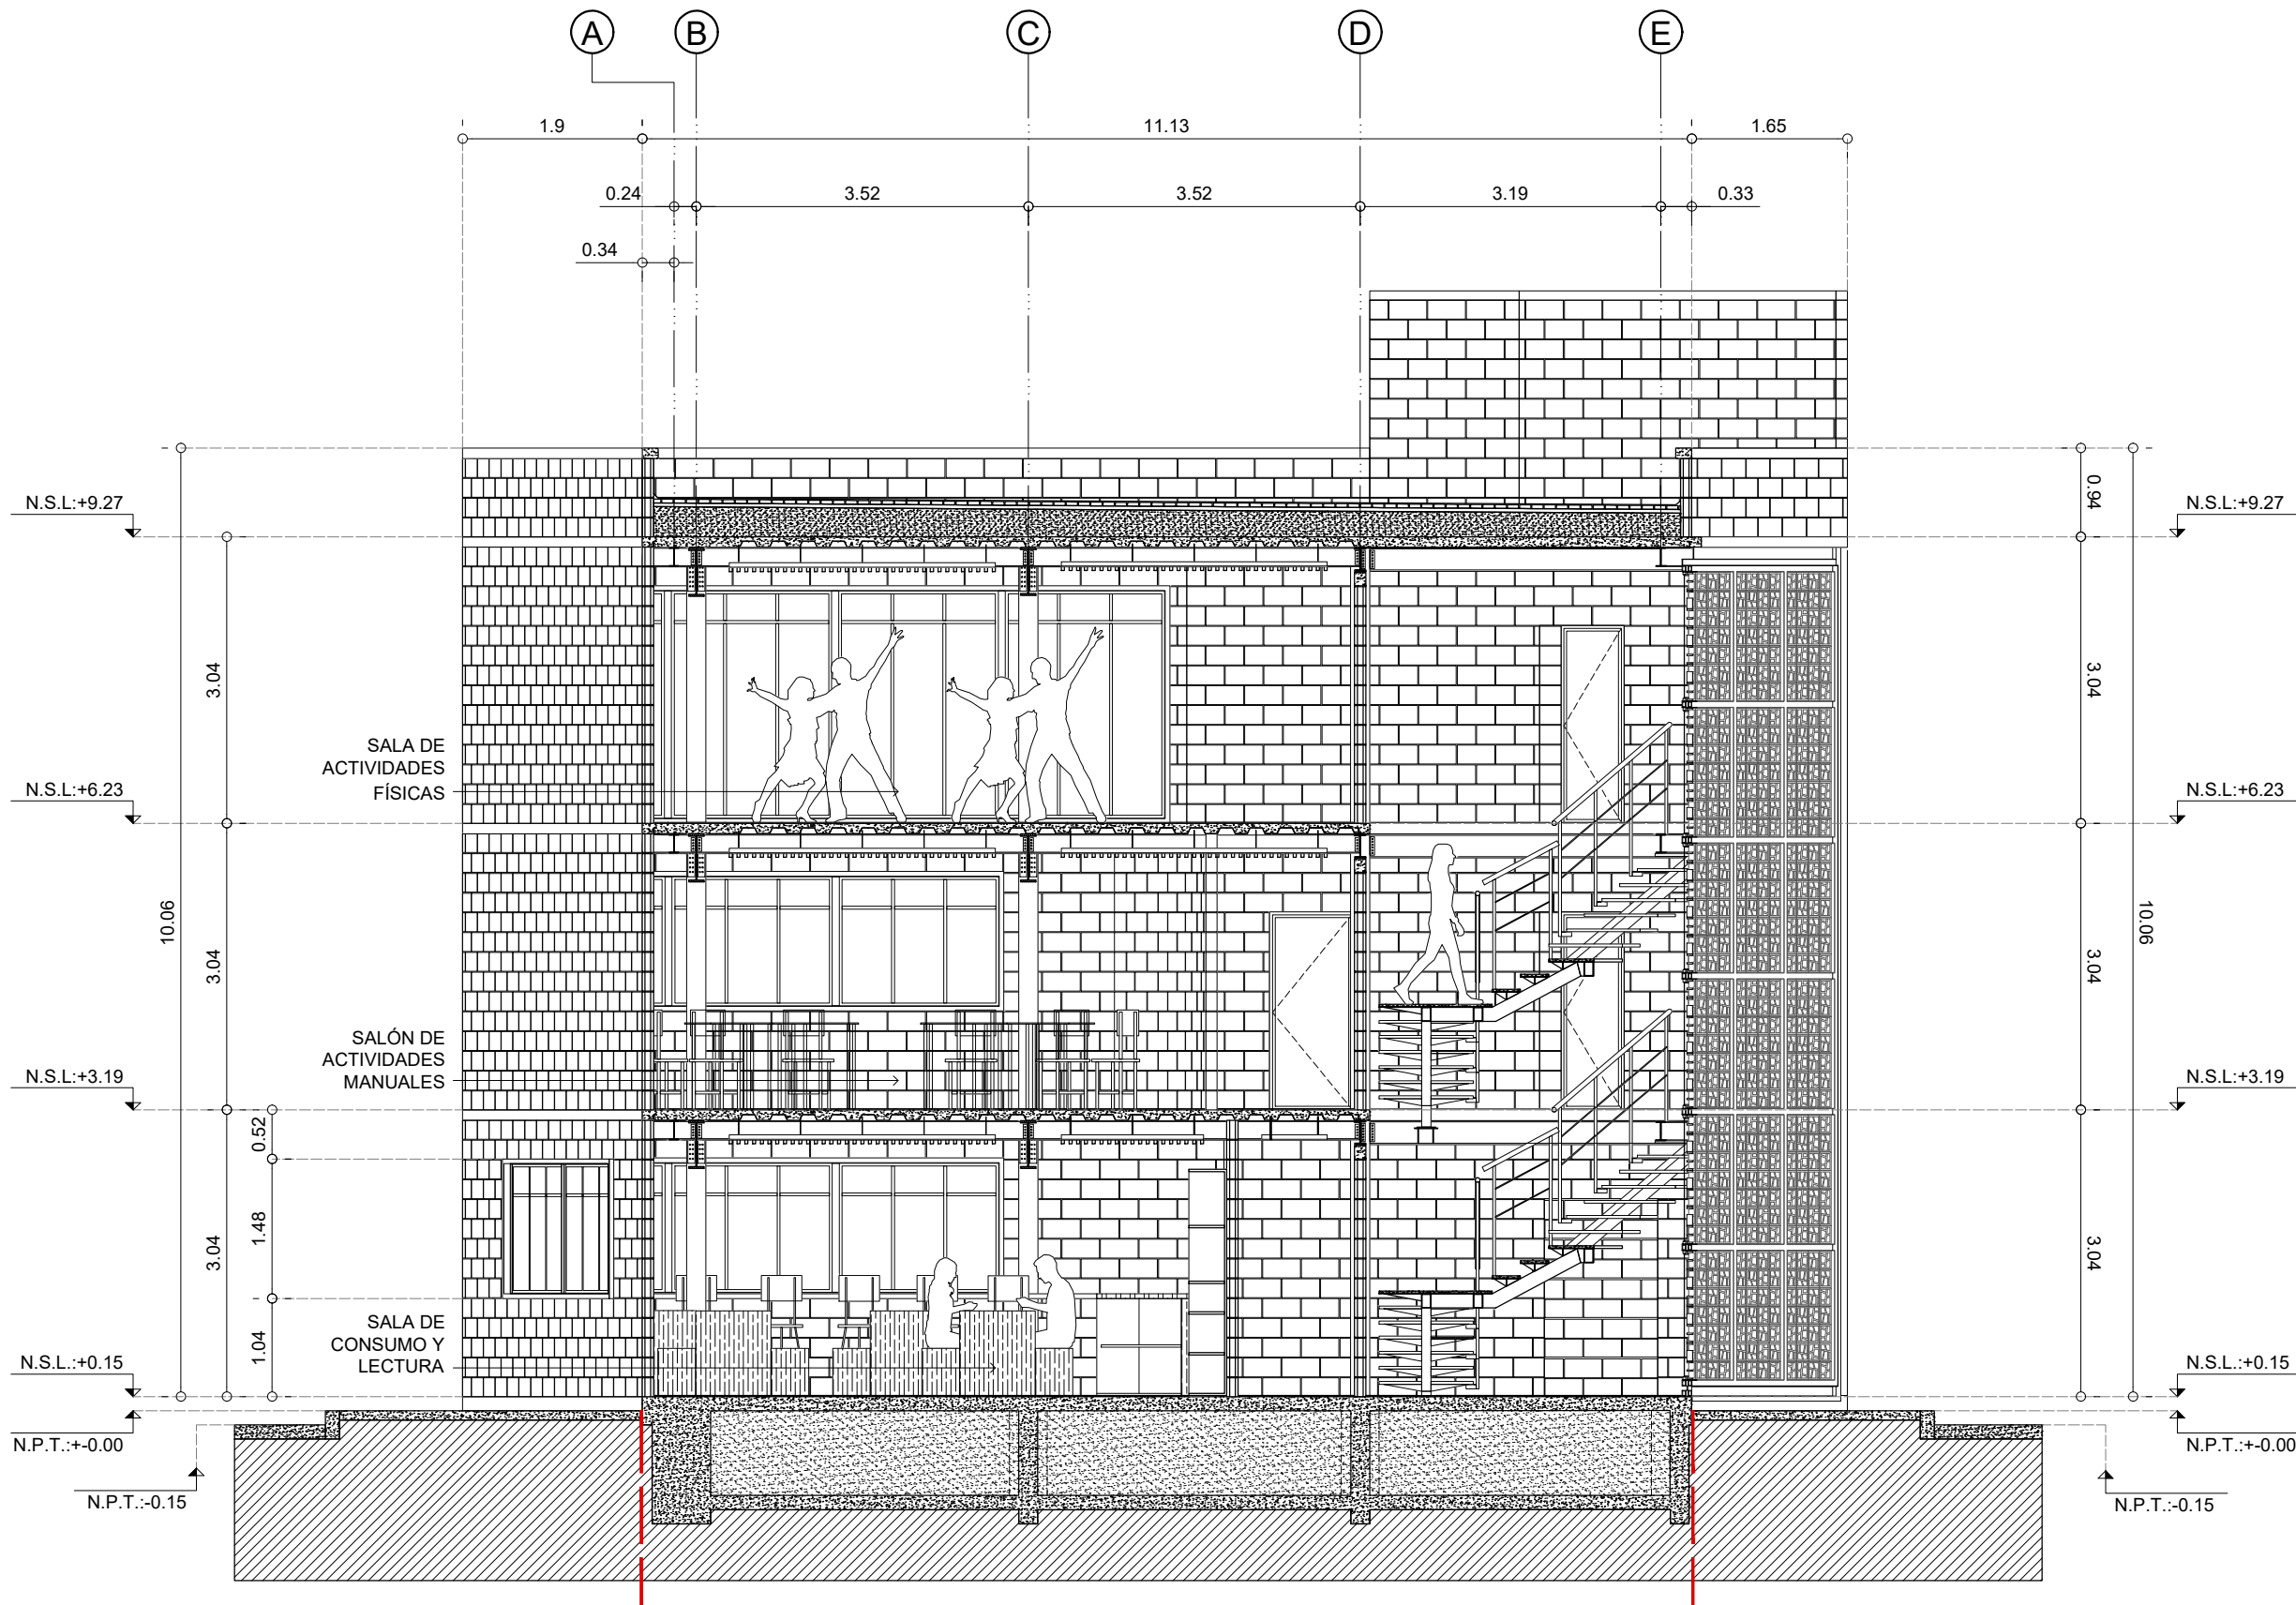 A B C D E
1.9 11.13 1.65
0.24 3.52 3.52 3.19 0.33
0.34
N.S.L:+9.27 0.94 N.S.L:+9.27
3.04 3.04
SALA DE
ACTIVIDADES
FÍSICAS
N.S.L:+6.23 N.S.L:+6.23
10.06 3.04 3.04 10.06
SALÓN DE
ACTIVIDADES
MANUALES
N.S.L:+3.19 N.S.L:+3.19
0.52
1.48
3.04 3.04
1.04
SALA DE
CONSUMO Y
LECTURA
N.S.L.:+0.15 N.S.L.:+0.15
N.P.T.:+-0.00 N.P.T.:+-0.00
N.P.T.:-0.15 N.P.T.:-0.15